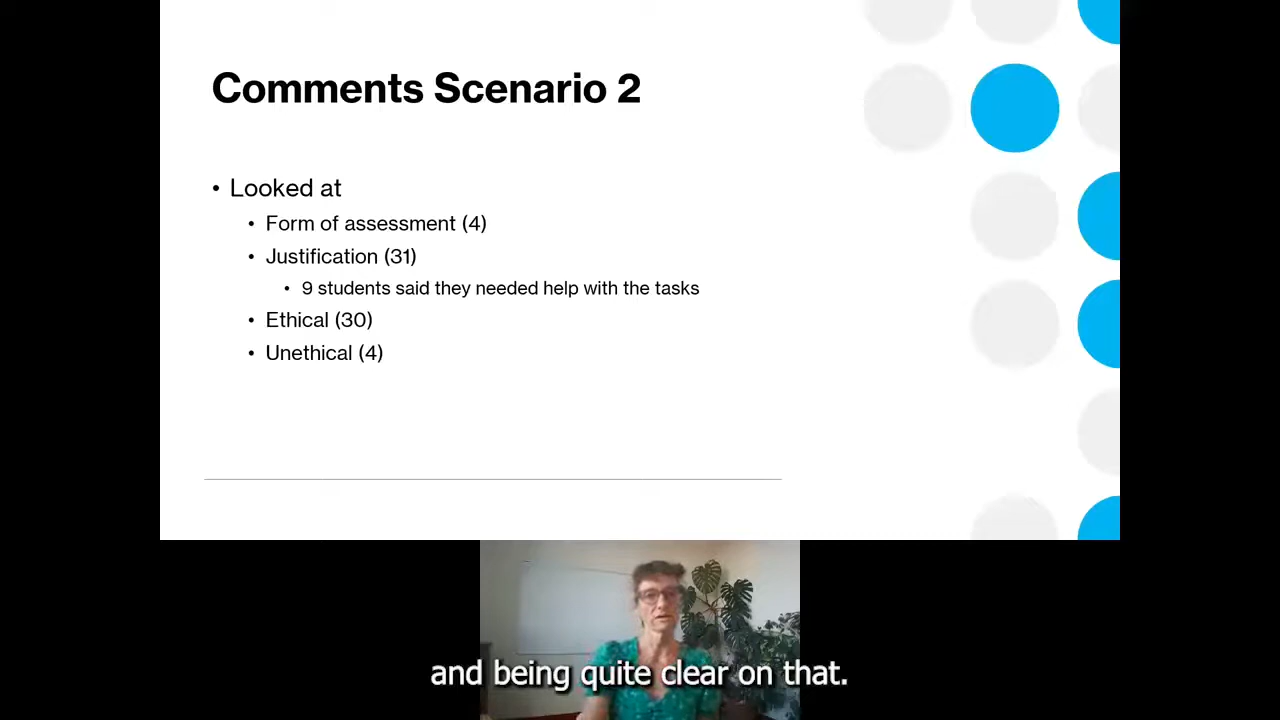 Comments Scenario 2
• Looked at
• Form of assessment (4)
• Justification (31)
• 9 students said they needed help with the tasks
• Ethical (30)
• Unethical (4)
and being quite clear on that.